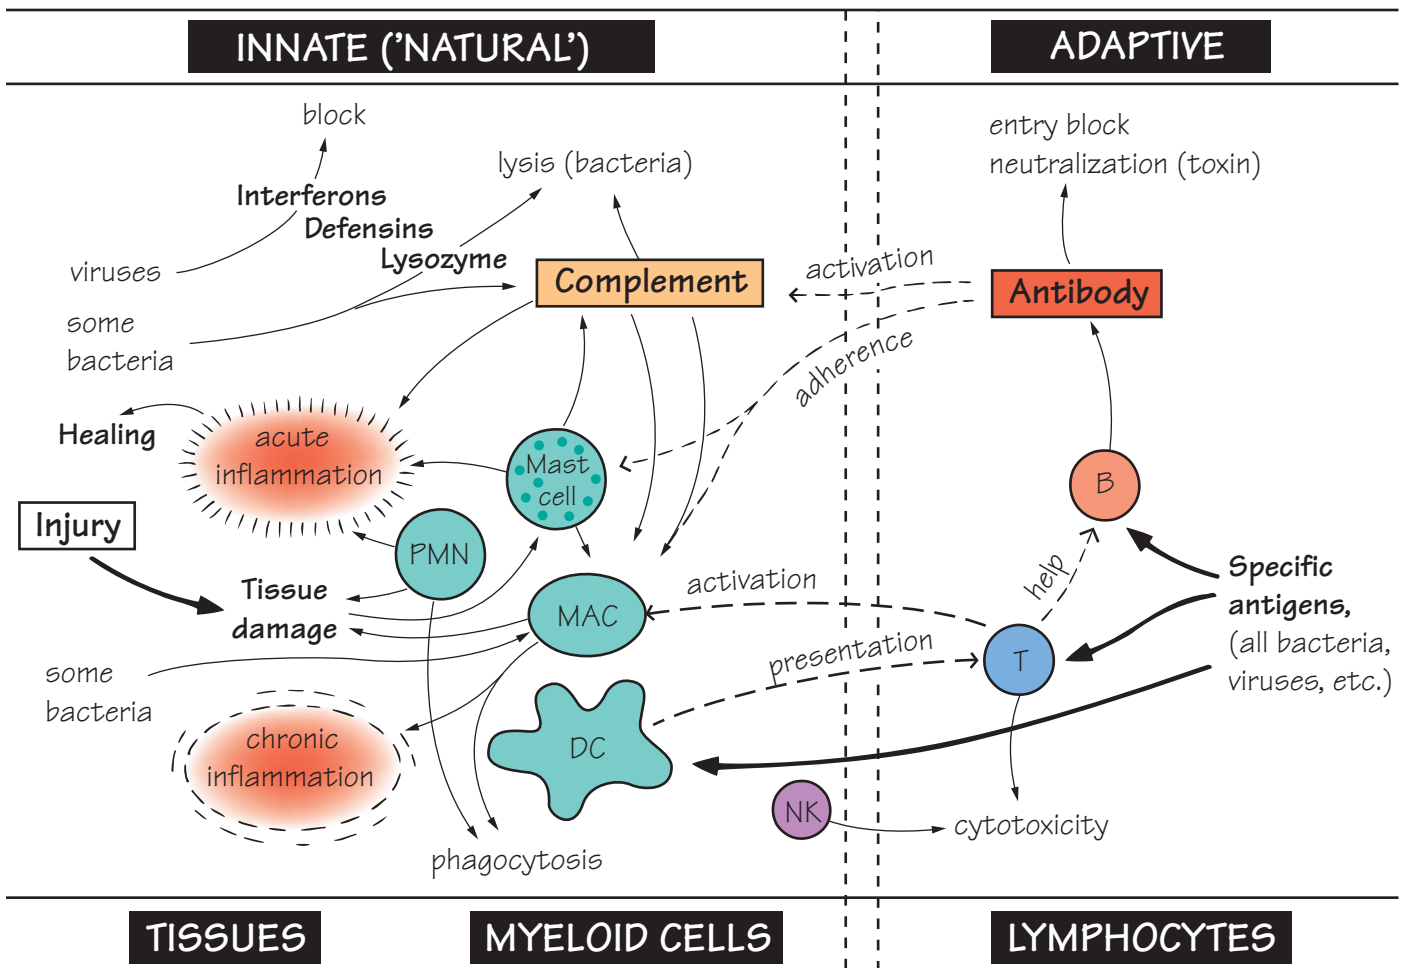 INNATE ('NATURAL')
ADAPTIVE
block
lysis (bacteria)
entry block
neutralization (toxin)
Interferons
Defensins
Lysozyme
viruses
some
bacteria
Complement
activation
Antibody
adherence
Healing
acute
inflammation
Mast
cell
B
Injury
PMN
Tissue
damage
MAC
activation
help
Specific
antigens,
(all bacteria,
viruses, etc.)
presentation
T
some
bacteria
chronic
inflammation
DC
NK
cytotoxicity
phagocytosis
TISSUES
MYELOID CELLS
LYMPHOCYTES